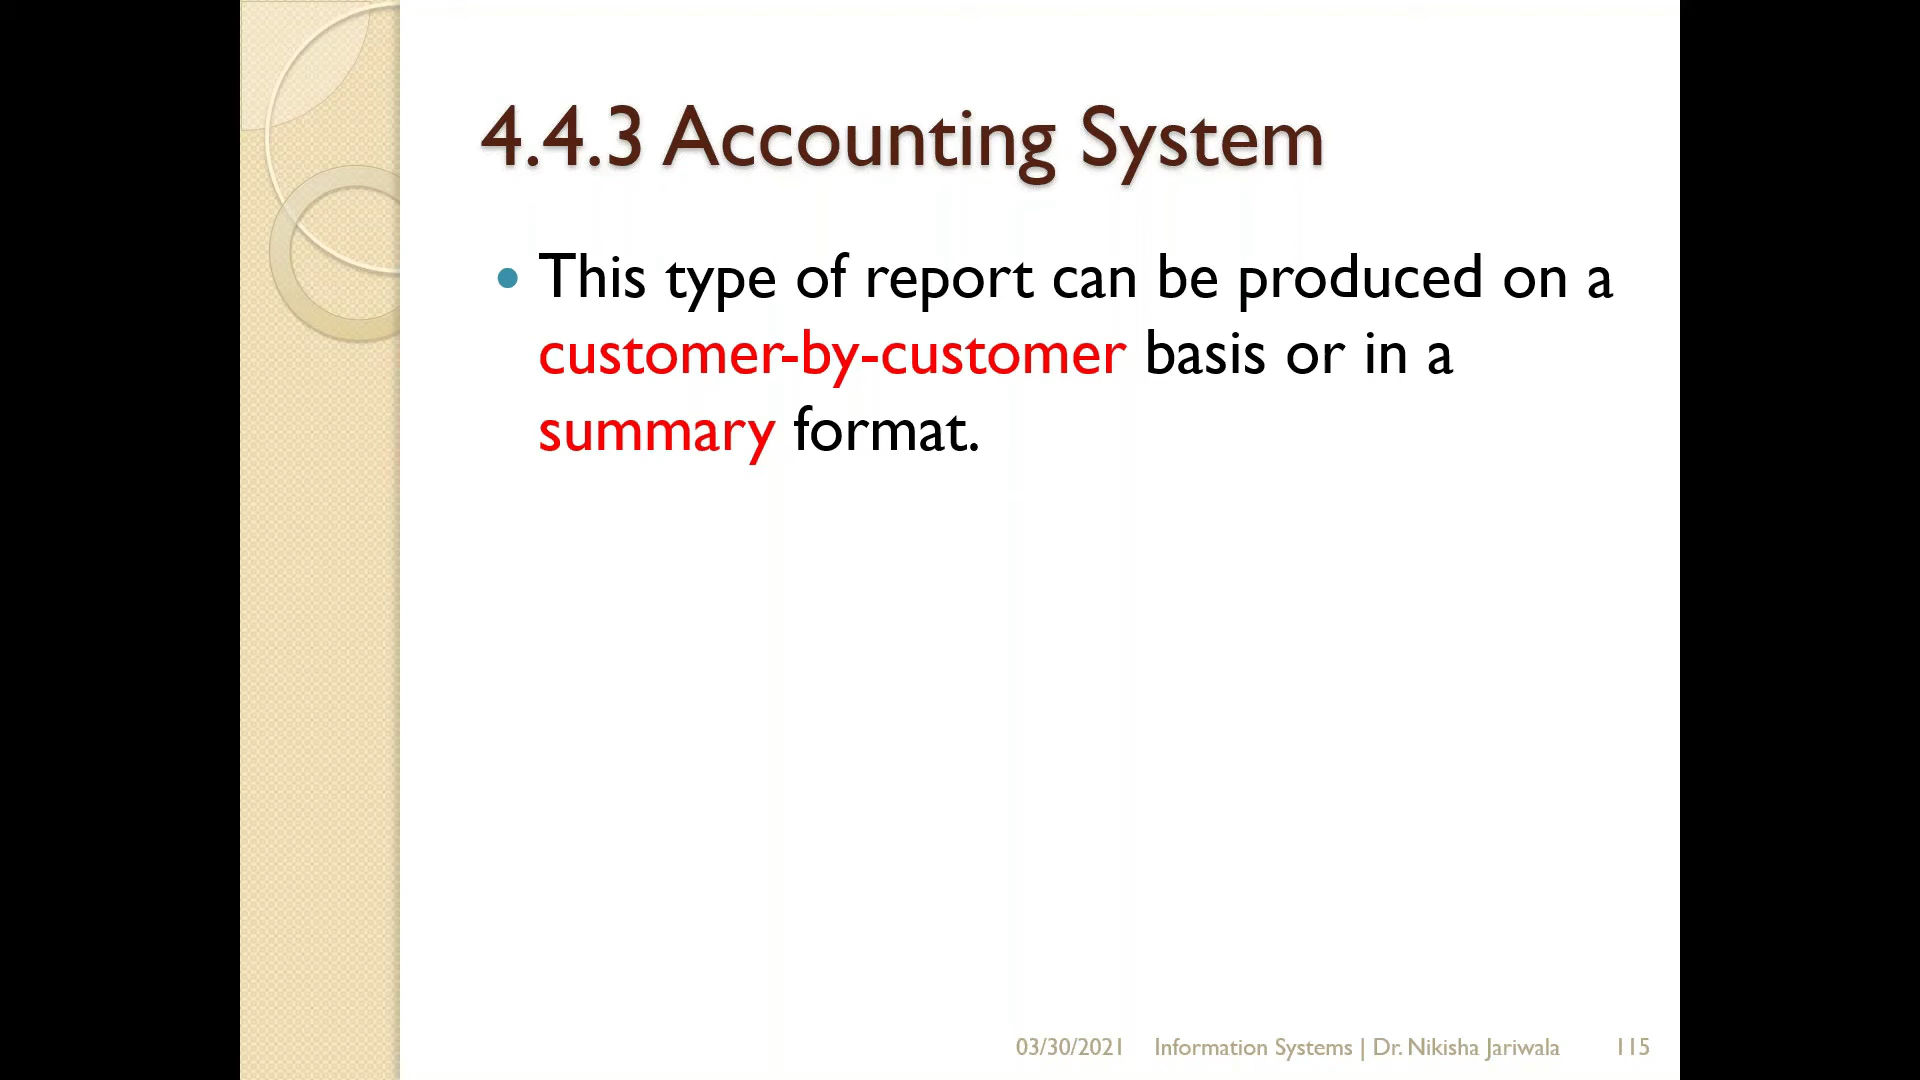 4.4.3 Accounting System
• This type of report can be produced on a
customer-by-customer basis or in a
summary format.
03/30/2021 Information Systems | Dr. Nikisha Jariwala 115